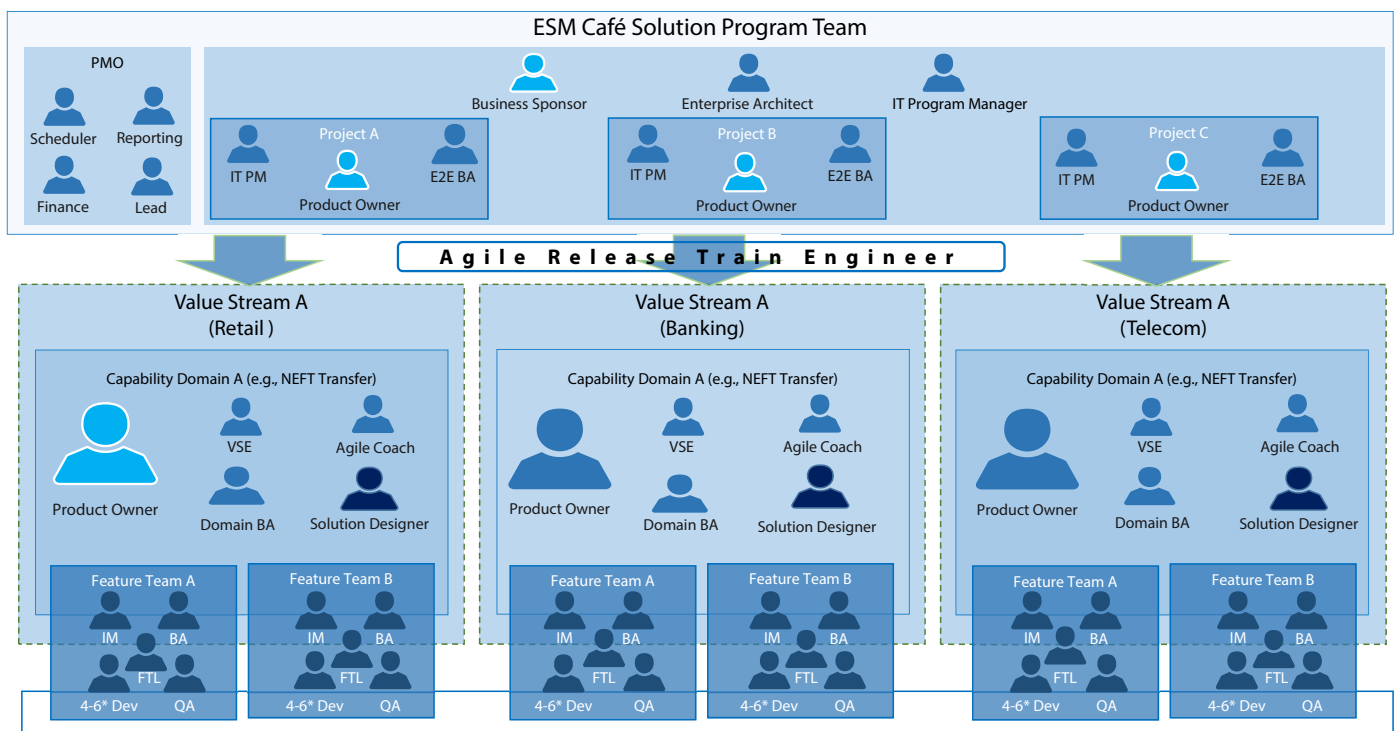 ESM Café Solution Program Team
PMO
Scheduler
Reporting
Finance
Lead
Business Sponsor
Enterprise Architect
IT Program Manager
Project A
IT PM
E2E BA
Product Owner
Project B
IT PM
E2E BA
Product Owner
Project C
IT PM
E2E BA
Product Owner
Agile Release Train Engineer
Value Stream A
(Retail )
Capability Domain A (e.g., NEFT Transfer)
VSE
Agile Coach
Product Owner
Domain BA
Solution Designer
Feature Team A
IM
BA
FTL
4-6* Dev
QA
Feature Team B
IM
BA
FTL
4-6* Dev
QA
Value Stream A
(Banking)
Capability Domain A (e.g., NEFT Transfer)
VSE
Agile Coach
Product Owner
Domain BA
Solution Designer
Feature Team A
IM
BA
FTL
4-6* Dev
QA
Feature Team B
IM
BA
FTL
4-6* Dev
QA
Value Stream A
(Telecom)
Capability Domain A (e.g., NEFT Transfer)
VSE
Agile Coach
Product Owner
Domain BA
Solution Designer
Feature Team A
IM
BA
FTL
4-6* Dev
QA
Feature Team B
IM
BA
FTL
4-6* Dev
QA